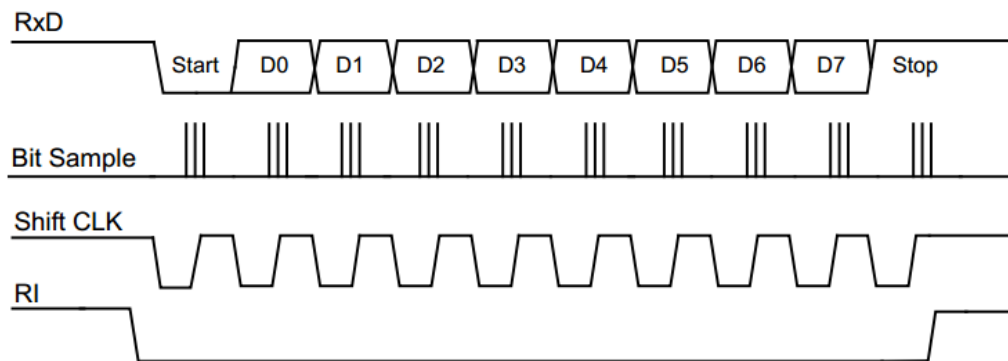 RxD
Start D0 D1 D2 D3 D4 D5 D6 D7 Stop
Bit Sample
Shift CLK
RI